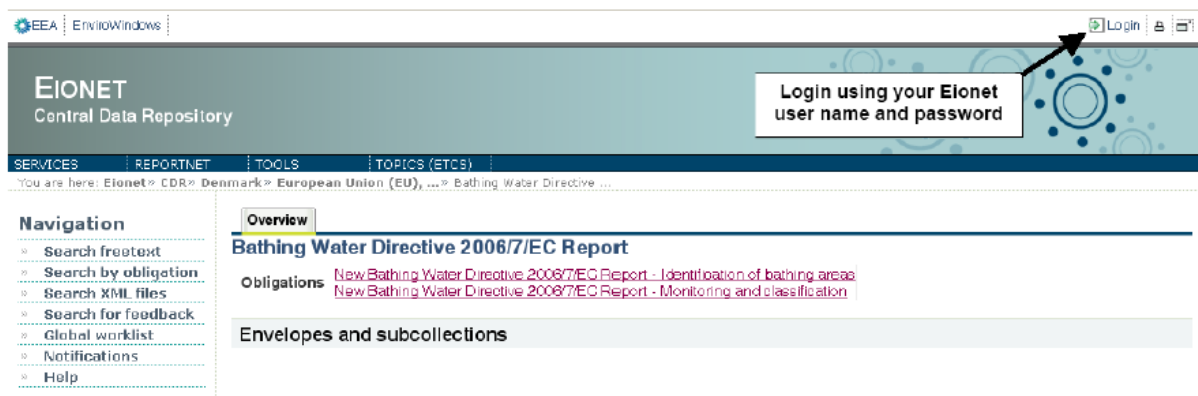 EEA EnviroWindows Login
EIONET
Central Data Repository
Login using your Eionet
user name and password
SERVICES REPORTNET TOOLS TOPICS (ETCS)
You are here: Eionet» CDR» Denmark» European Union (EU), ...» Bathing Water Directive ...
Navigation
» Search freetext
» Search by obligation
» Search XML files
» Search for feedback
» Global worklist
» Notifications
» Help
Overview
Bathing Water Directive 2006/7/EC Report
Obligations
New Bathing Water Directive 2006/7/EC Report - Identification of bathing areas
New Bathing Water Directive 2006/7/EC Report - Monitoring and classification
Envelopes and subcollections